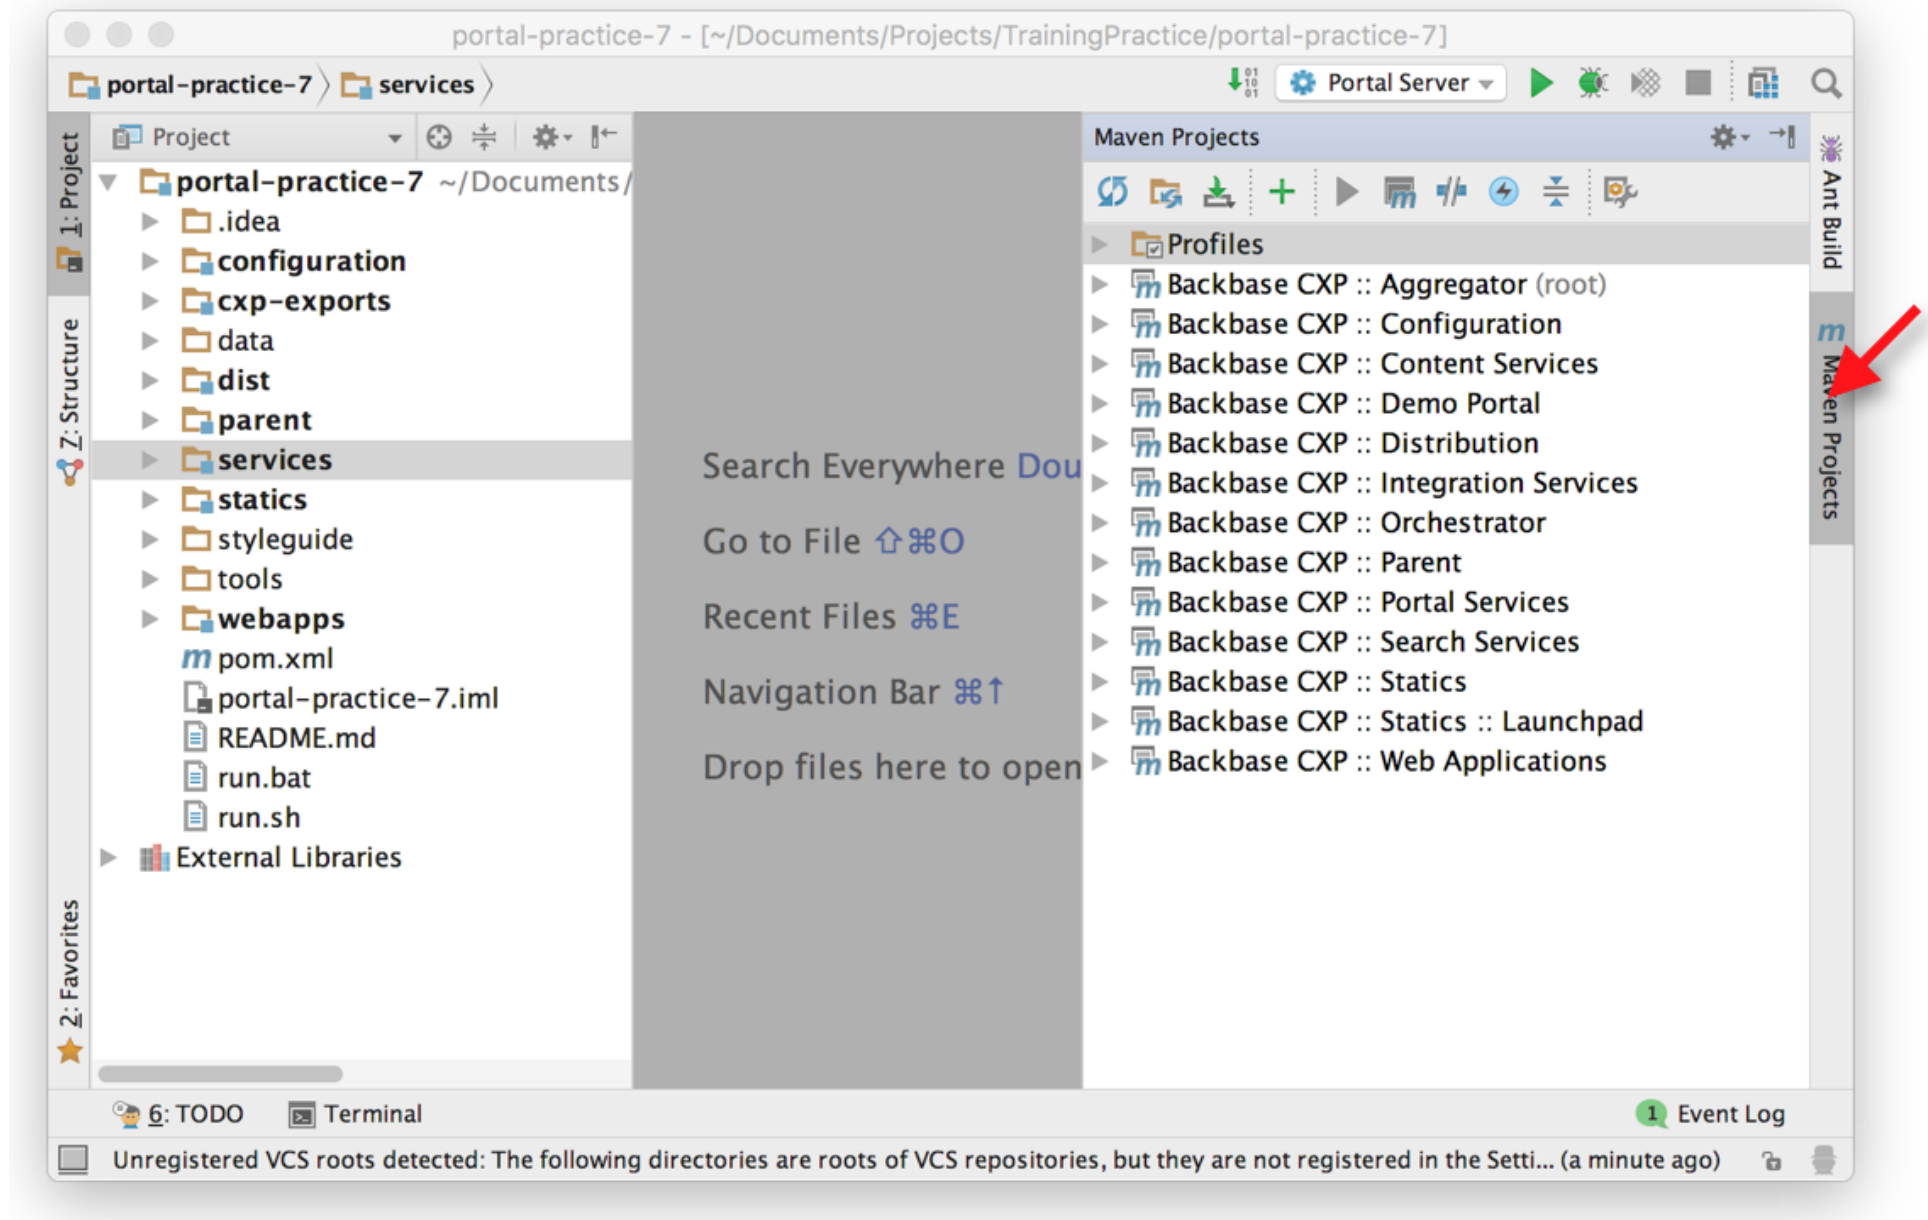 portal-practice-7 - [~/Documents/Projects/TrainingPractice/portal-practice-7]
portal-practice-7
services
Portal Server
1: Project
Z: Structure
2: Favorites
Project
portal-practice-7 ~/Documents/
.idea
configuration
cxp-exports
data
dist
parent
services
statics
styleguide
tools
webapps
pom.xml
portal-practice-7.iml
README.md
run.bat
run.sh
External Libraries
Search Everywhere Dou
Go to File ⇧⌘O
Recent Files ⌘E
Navigation Bar ⌘↑
Drop files here to open
Maven Projects
Profiles
Backbase CXP :: Aggregator (root)
Backbase CXP :: Configuration
Backbase CXP :: Content Services
Backbase CXP :: Demo Portal
Backbase CXP :: Distribution
Backbase CXP :: Integration Services
Backbase CXP :: Orchestrator
Backbase CXP :: Parent
Backbase CXP :: Portal Services
Backbase CXP :: Search Services
Backbase CXP :: Statics
Backbase CXP :: Statics :: Launchpad
Backbase CXP :: Web Applications
Ant Build
Maven Projects
6: TODO
Terminal
1 Event Log
Unregistered VCS roots detected: The following directories are roots of VCS repositories, but they are not registered in the Setti... (a minute ago)